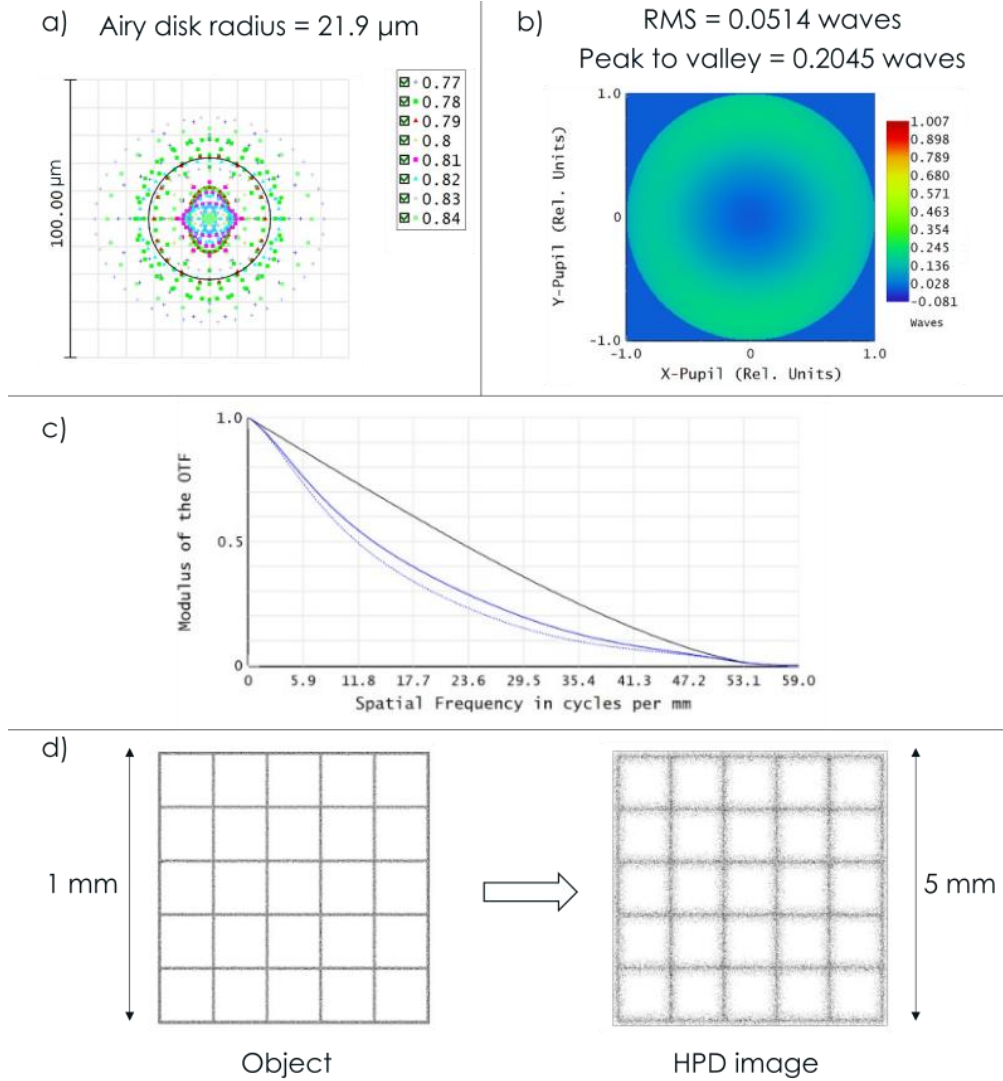 a)
Airy disk radius = 21.9 µm
100.00 µm
0.77
0.78
0.79
0.8
0.81
0.82
0.83
0.84
b)
RMS = 0.0514 waves
Peak to valley = 0.2045 waves
Y-Pupil (Rel. Units)
1.0
0
-1.0
-1.0
0
1.0
X-Pupil (Rel. Units)
1.007
0.898
0.789
0.680
0.571
0.463
0.354
0.245
0.136
0.028
-0.081
Waves
c)
Modulus of the OTF
1.0
0.5
0
0
5.9
11.8
17.7
23.6
29.5
35.4
41.3
47.2
53.1
59.0
Spatial Frequency in cycles per mm
d)
1 mm
5 mm
Object
HPD image